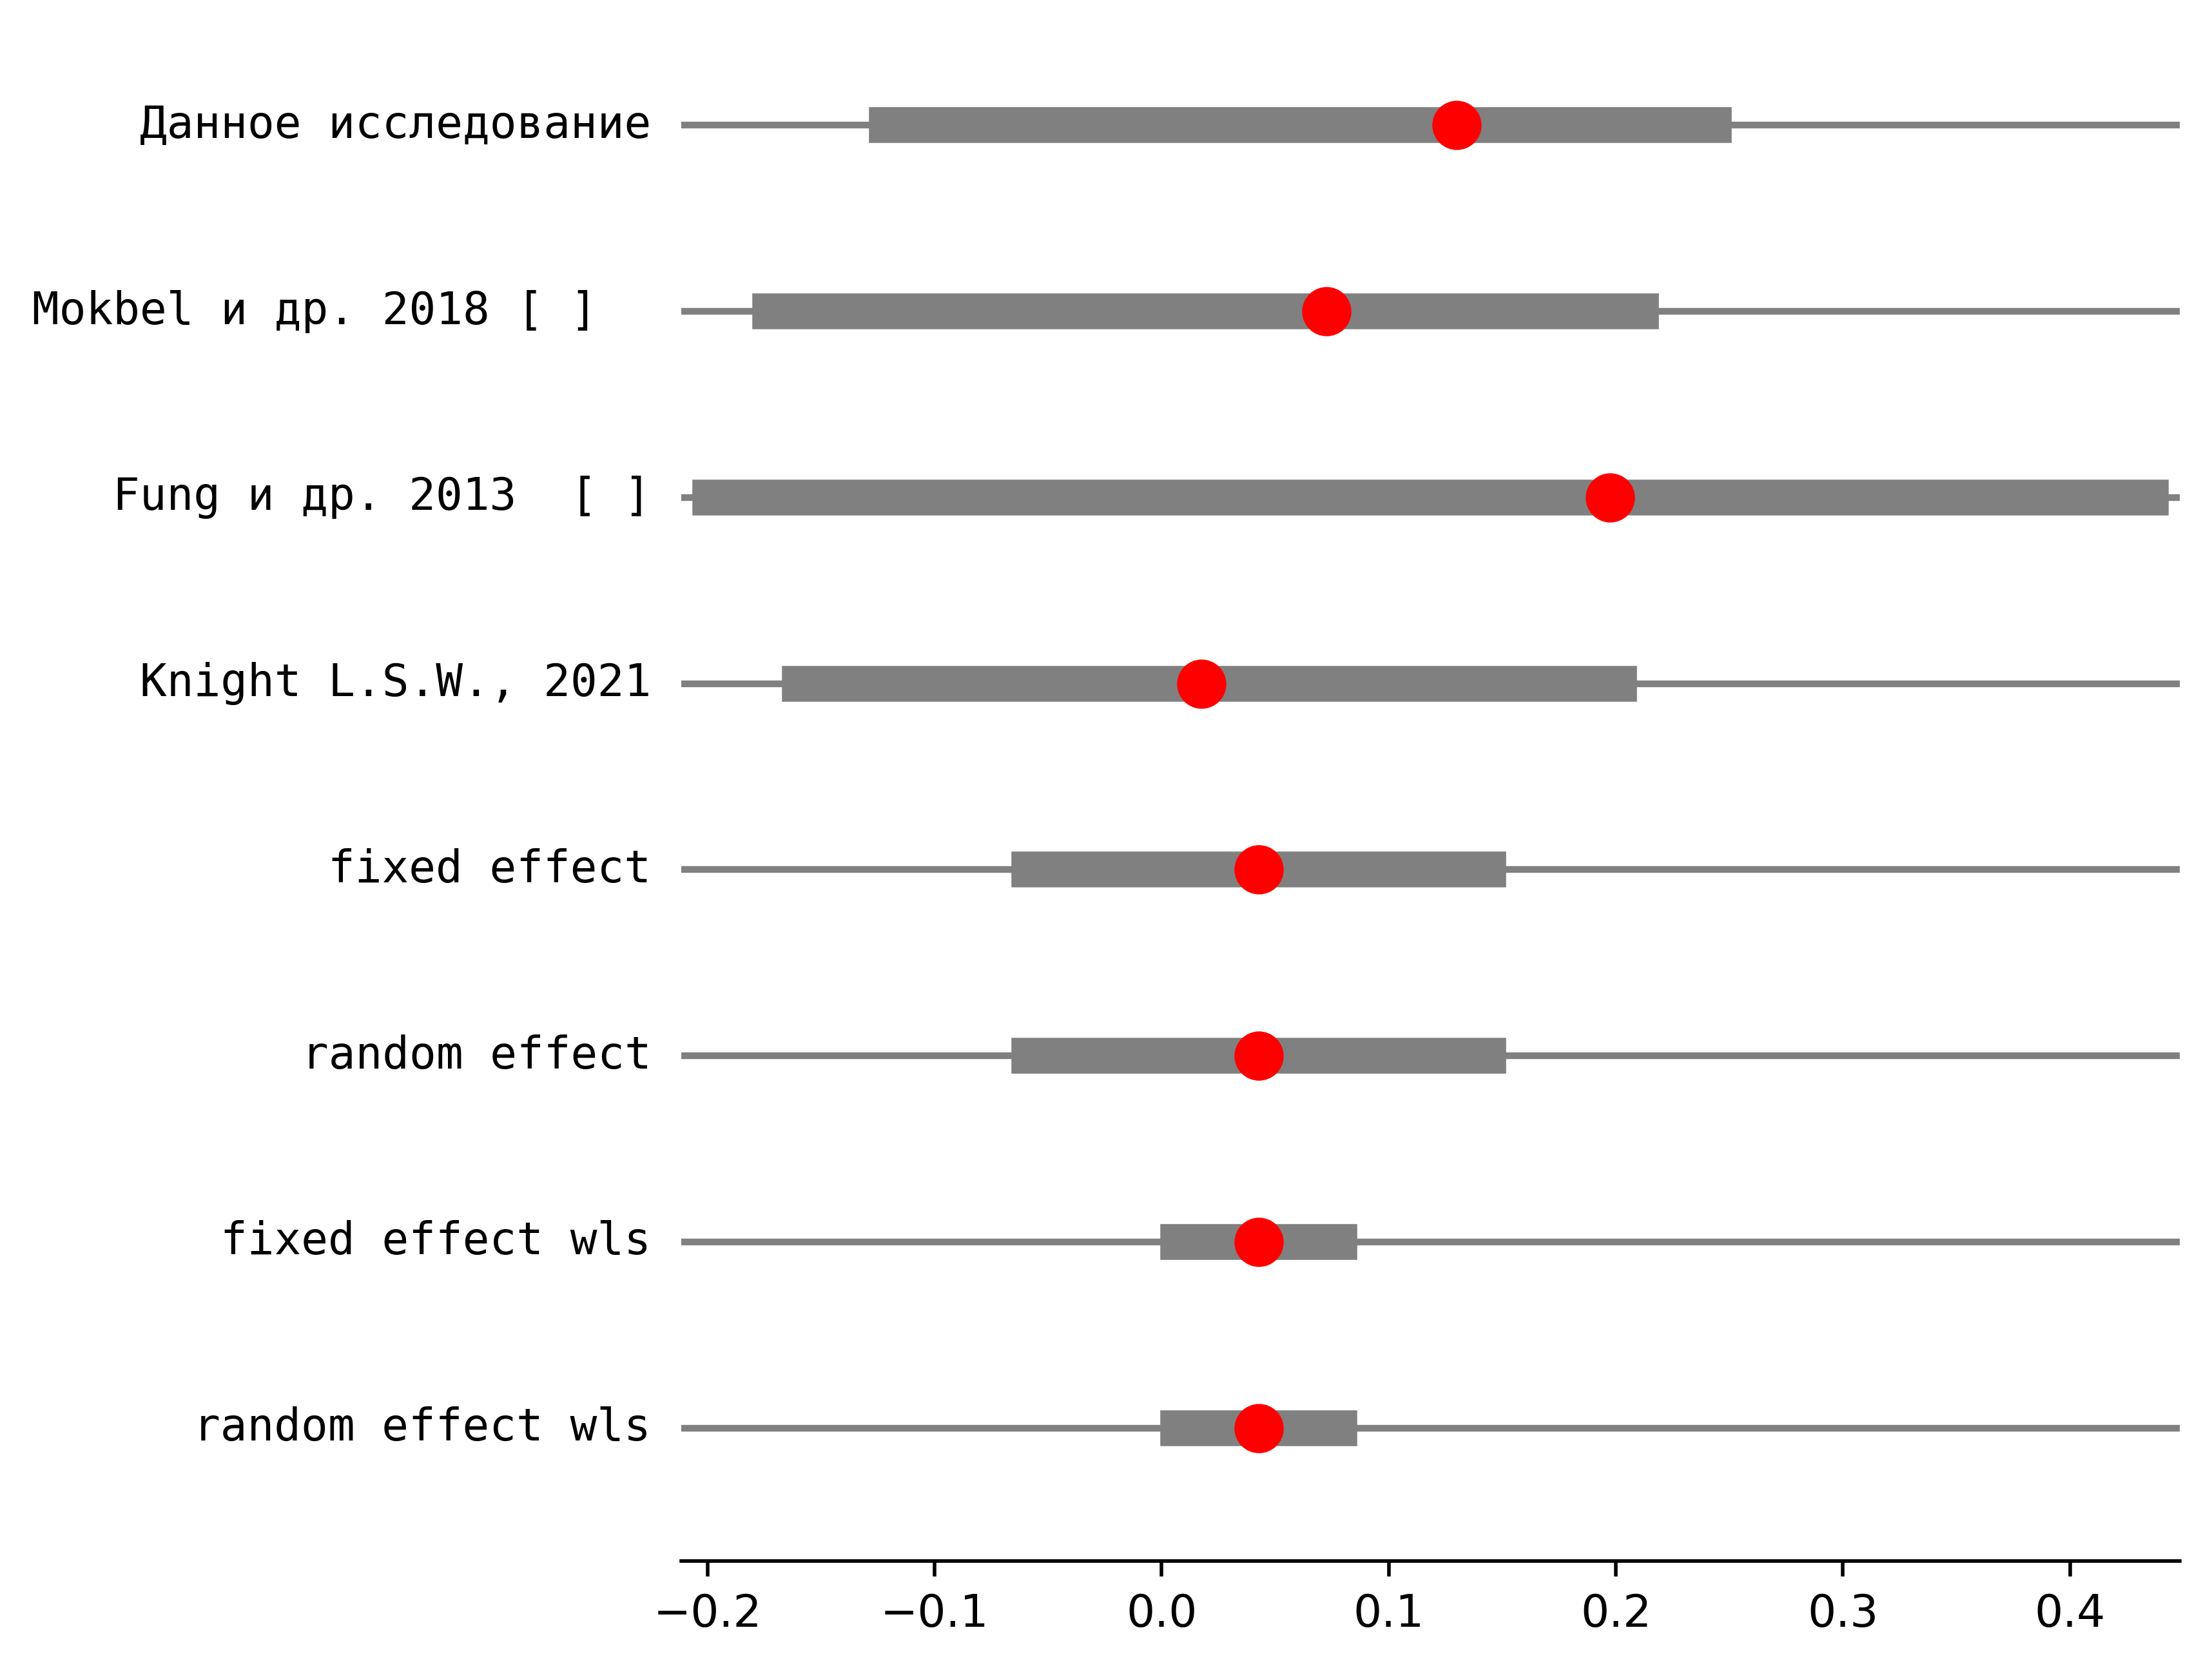 Данное исследование
Mokbel и др. 2018 [ ]
Fung и др. 2013  [ ]
Knight L.S.W., 2021
fixed effect
random effect
fixed effect wls
random effect wls
−0.2 −0.1 0.0 0.1 0.2 0.3 0.4